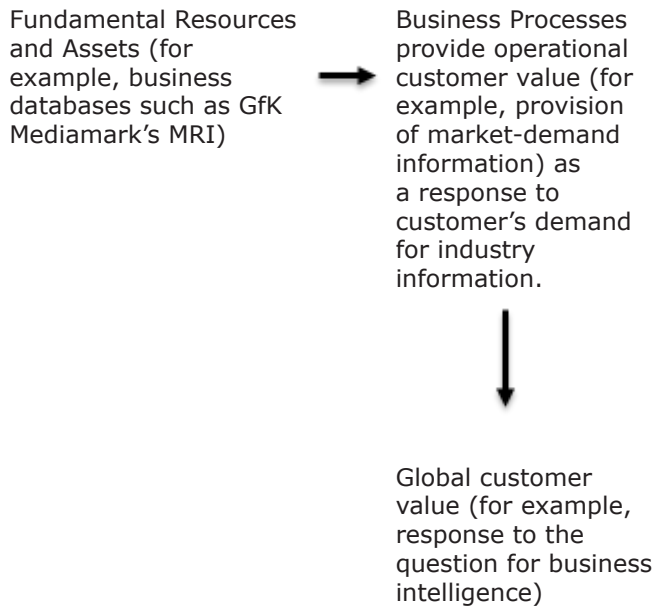 Fundamental Resources
and Assets (for
example, business
databases such as GfK
Mediamark’s MRI)
Business Processes
provide operational
customer value (for
example, provision
of market-demand
information) as
a response to
customer’s demand
for industry
information.
Global customer
value (for example,
response to the
question for business
intelligence)